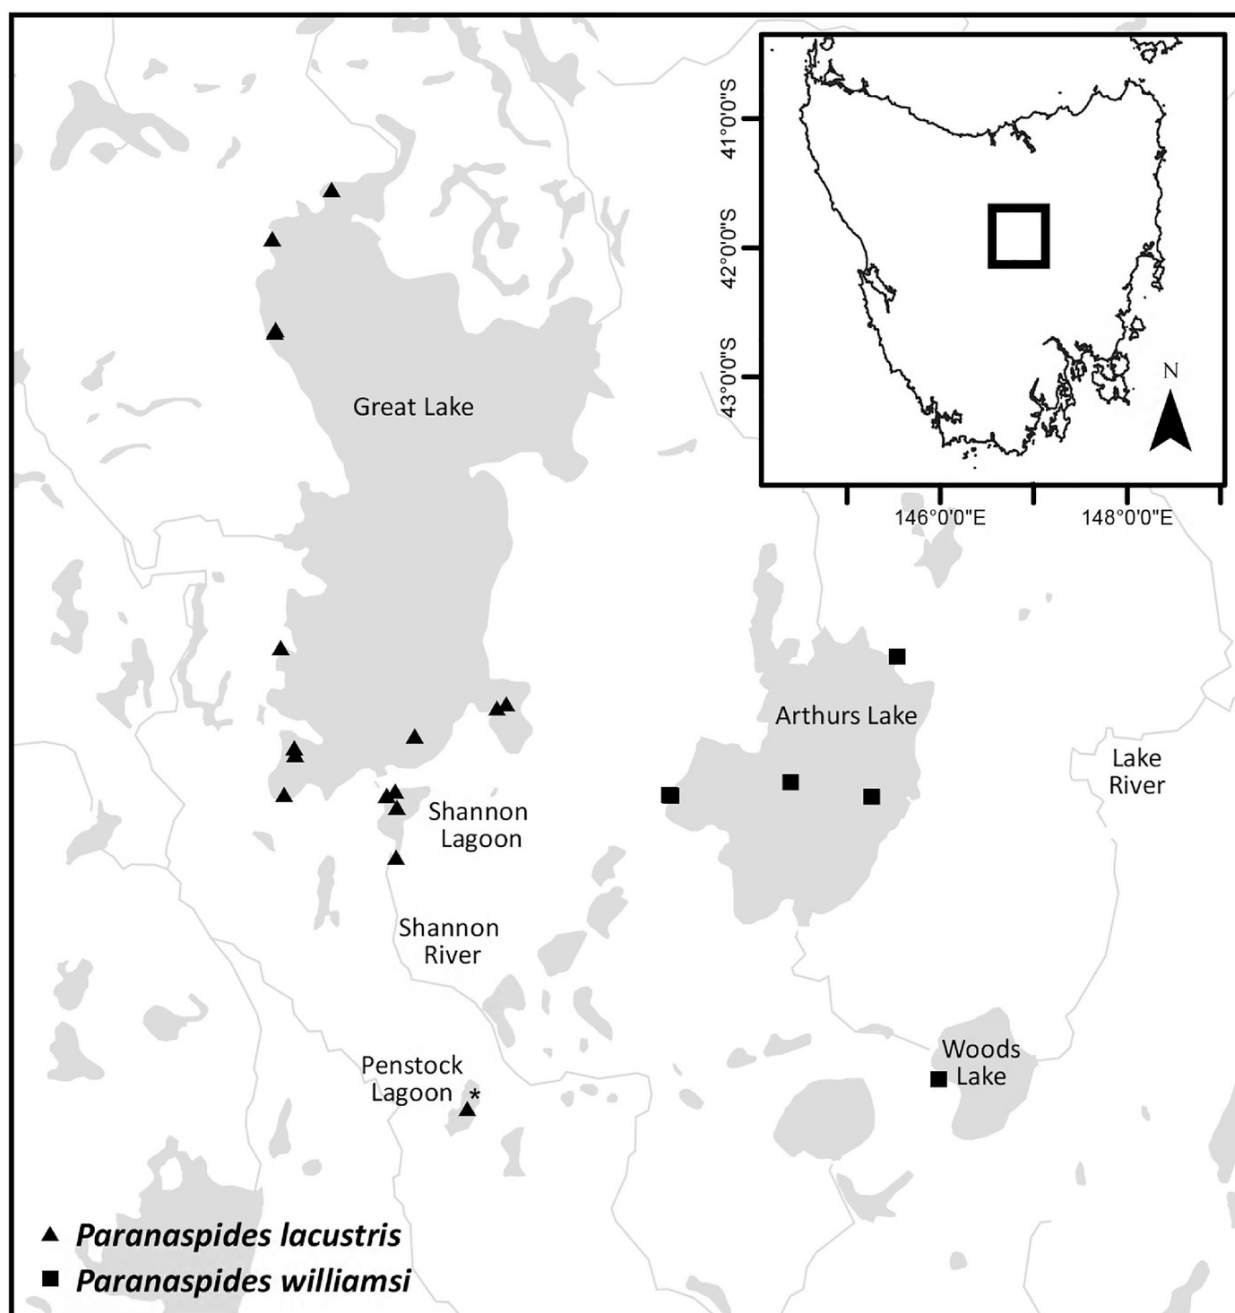 41°0'0"S
42°0'0"S
43°0'0"S
N
146°0'0"E
148°0'0"E
Great Lake
Arthurs Lake
Lake
River
Shannon
Lagoon
Shannon
River
Woods
Lake
Penstock
Lagoon *
Paranaspides lacustris
Paranaspides williamsi